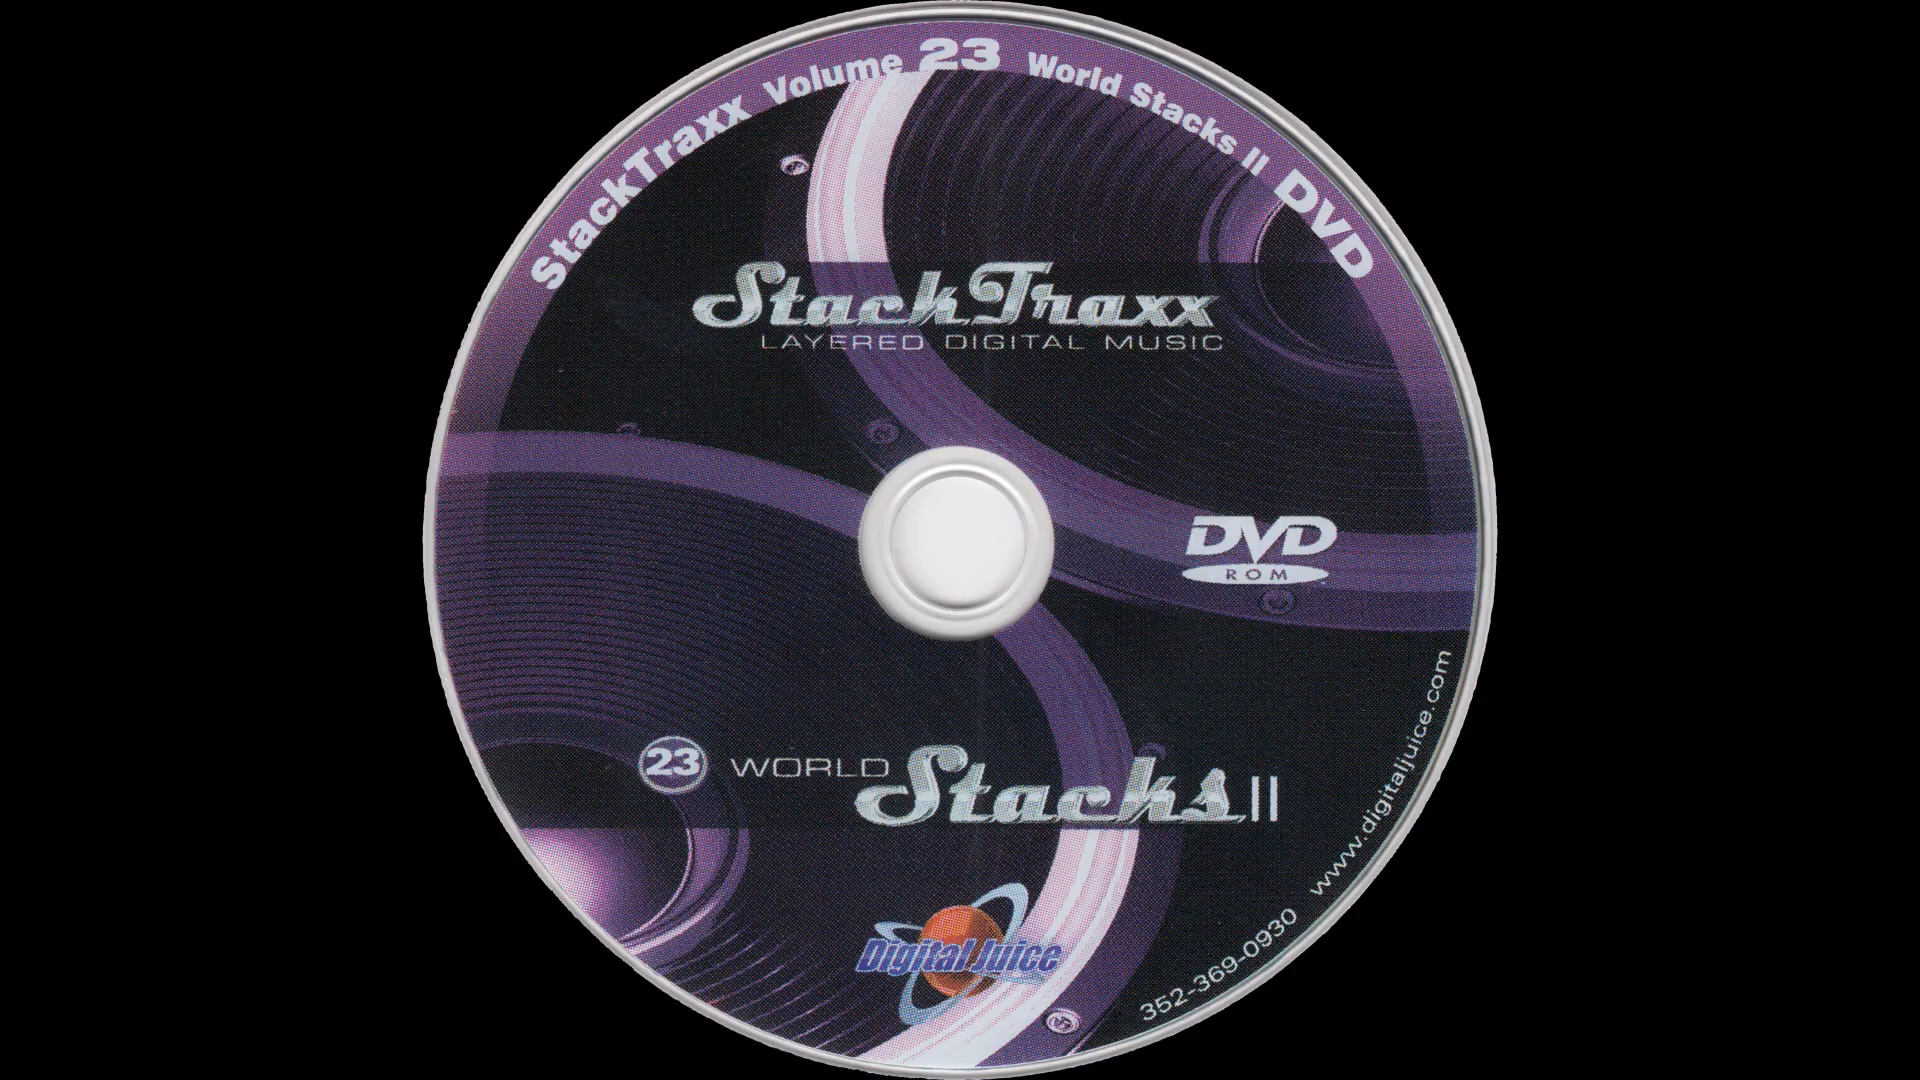 StackTraxx Volume 23 World Stacks II DVD
StackTraxx
LAYERED DIGITAL MUSIC
DVD
ROM
23 WORLD Stacks II
Digital Juice
www.digitaljuice.com
352-369-0930